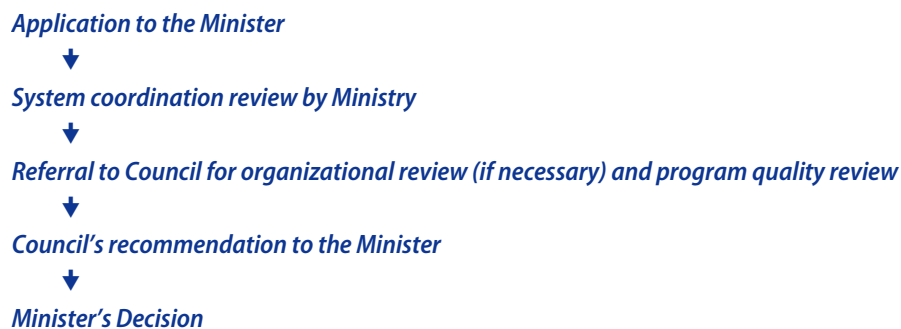 Application to the Minister
System coordination review by Ministry
Referral to Council for organizational review (if necessary) and program quality review
Council's recommendation to the Minister
Minister's Decision